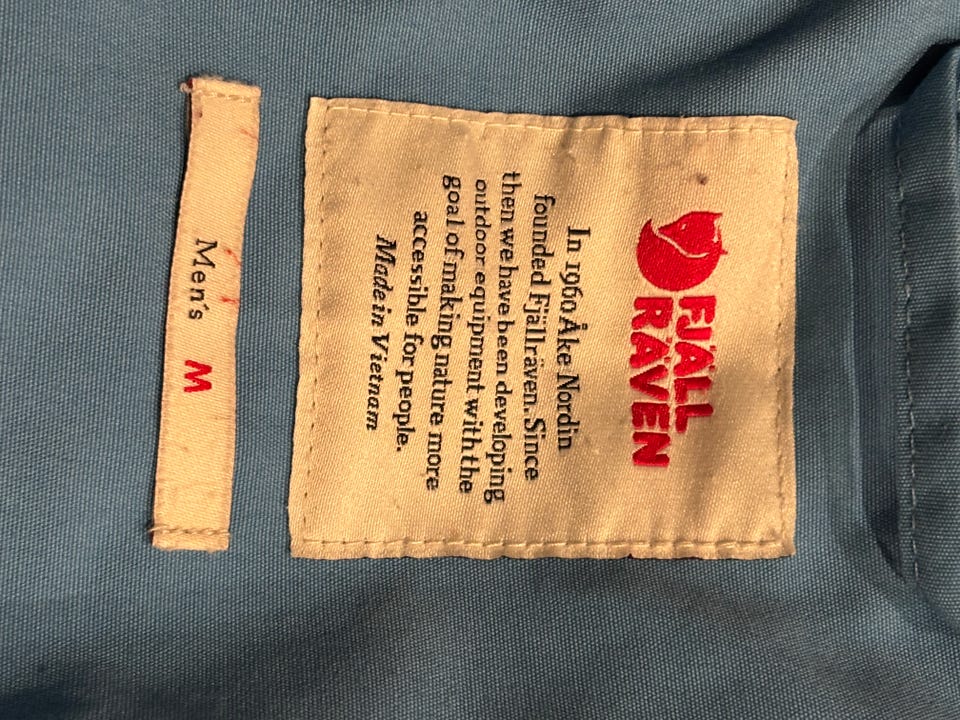 FJÄLL
RÄVEN
In 1960 Åke Nordin
founded Fjällräven. Since
then we have been developing
outdoor equipment with the
goal of making nature more
accessible for people.
Made in Vietnam
Men's M